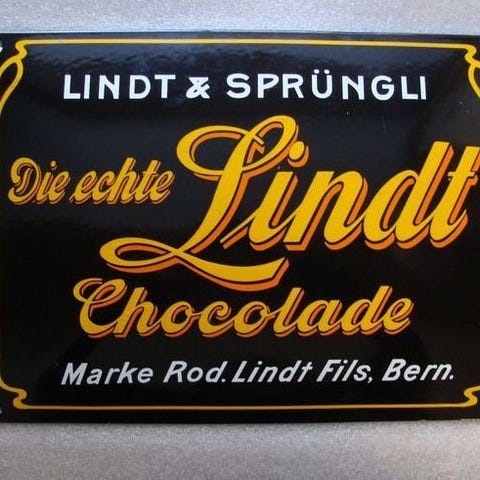 LINDT & SPRÜNGLI
Die echte Lindt
Chocolade
Marke Rod. Lindt Fils, Bern.